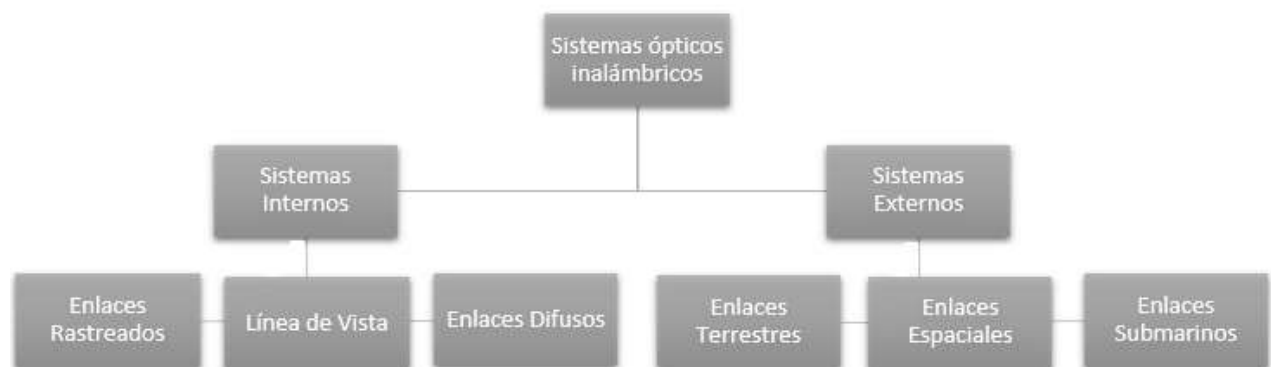 Sistemas ópticos
inalámbricos
Sistemas
Internos
Sistemas
Externos
Enlaces
Rastreados
Línea de Vista
Enlaces Difusos
Enlaces
Terrestres
Enlaces
Espaciales
Enlaces
Submarinos